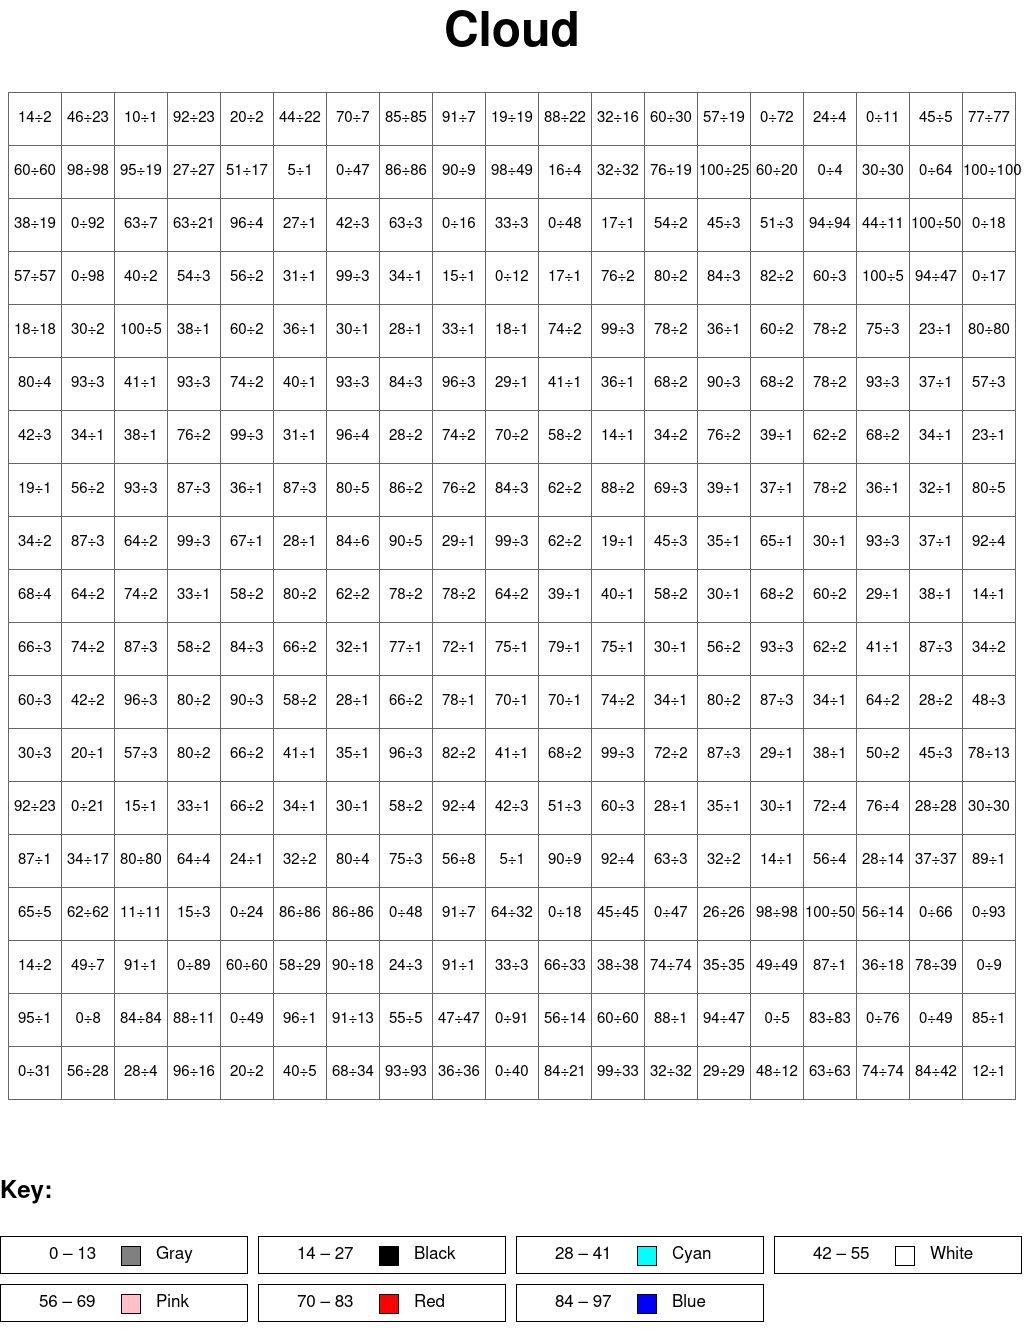 Cloud
14÷2 46÷23 10÷1 92÷23 20÷2 44÷22 70÷7 85÷85 91÷7 19÷19 88÷22 32÷16 60÷30 57÷19 0÷72 24÷4 0÷11 45÷5 77÷77
60÷60 98÷98 95÷19 27÷27 51÷17 5÷1 0÷47 86÷86 90÷9 98÷49 16÷4 32÷32 76÷19 100÷25 60÷20 0÷4 30÷30 0÷64 100÷100
38÷19 0÷92 63÷7 63÷21 96÷4 27÷1 42÷3 63÷3 0÷16 33÷3 0÷48 17÷1 54÷2 45÷3 51÷3 94÷94 44÷11 100÷50 0÷18
57÷57 0÷98 40÷2 54÷3 56÷2 31÷1 99÷3 34÷1 15÷1 0÷12 17÷1 76÷2 80÷2 84÷3 82÷2 60÷3 100÷5 94÷47 0÷17
18÷18 30÷2 100÷5 38÷1 60÷2 36÷1 30÷1 28÷1 33÷1 18÷1 74÷2 99÷3 78÷2 36÷1 60÷2 78÷2 75÷3 23÷1 80÷80
80÷4 93÷3 41÷1 93÷3 74÷2 40÷1 93÷3 84÷3 96÷3 29÷1 41÷1 36÷1 68÷2 90÷3 68÷2 78÷2 93÷3 37÷1 57÷3
42÷3 34÷1 38÷1 76÷2 99÷3 31÷1 96÷4 28÷2 74÷2 70÷2 58÷2 14÷1 34÷2 76÷2 39÷1 62÷2 68÷2 34÷1 23÷1
19÷1 56÷2 93÷3 87÷3 36÷1 87÷3 80÷5 86÷2 76÷2 84÷3 62÷2 88÷2 69÷3 39÷1 37÷1 78÷2 36÷1 32÷1 80÷5
34÷2 87÷3 64÷2 99÷3 67÷1 28÷1 84÷6 90÷5 29÷1 99÷3 62÷2 19÷1 45÷3 35÷1 65÷1 30÷1 93÷3 37÷1 92÷4
68÷4 64÷2 74÷2 33÷1 58÷2 80÷2 62÷2 78÷2 78÷2 64÷2 39÷1 40÷1 58÷2 30÷1 68÷2 60÷2 29÷1 38÷1 14÷1
66÷3 74÷2 87÷3 58÷2 84÷3 66÷2 32÷1 77÷1 72÷1 75÷1 79÷1 75÷1 30÷1 56÷2 93÷3 62÷2 41÷1 87÷3 34÷2
60÷3 42÷2 96÷3 80÷2 90÷3 58÷2 28÷1 66÷2 78÷1 70÷1 70÷1 74÷2 34÷1 80÷2 87÷3 34÷1 64÷2 28÷2 48÷3
30÷3 20÷1 57÷3 80÷2 66÷2 41÷1 35÷1 96÷3 82÷2 41÷1 68÷2 99÷3 72÷2 87÷3 29÷1 38÷1 50÷2 45÷3 78÷13
92÷23 0÷21 15÷1 33÷1 66÷2 34÷1 30÷1 58÷2 92÷4 42÷3 51÷3 60÷3 28÷1 35÷1 30÷1 72÷4 76÷4 28÷28 30÷30
87÷1 34÷17 80÷80 64÷4 24÷1 32÷2 80÷4 75÷3 56÷8 5÷1 90÷9 92÷4 63÷3 32÷2 14÷1 56÷4 28÷14 37÷37 89÷1
65÷5 62÷62 11÷11 15÷3 0÷24 86÷86 86÷86 0÷48 91÷7 64÷32 0÷18 45÷45 0÷47 26÷26 98÷98 100÷50 56÷14 0÷66 0÷93
14÷2 49÷7 91÷1 0÷89 60÷60 58÷29 90÷18 24÷3 91÷1 33÷3 66÷33 38÷38 74÷74 35÷35 49÷49 87÷1 36÷18 78÷39 0÷9
95÷1 0÷8 84÷84 88÷11 0÷49 96÷1 91÷13 55÷5 47÷47 0÷91 56÷14 60÷60 88÷1 94÷47 0÷5 83÷83 0÷76 0÷49 85÷1
0÷31 56÷28 28÷4 96÷16 20÷2 40÷5 68÷34 93÷93 36÷36 0÷40 84÷21 99÷33 32÷32 29÷29 48÷12 63÷63 74÷74 84÷42 12÷1
Key:
0 – 13 Gray 14 – 27 Black 28 – 41 Cyan 42 – 55 White
56 – 69 Pink 70 – 83 Red 84 – 97 Blue